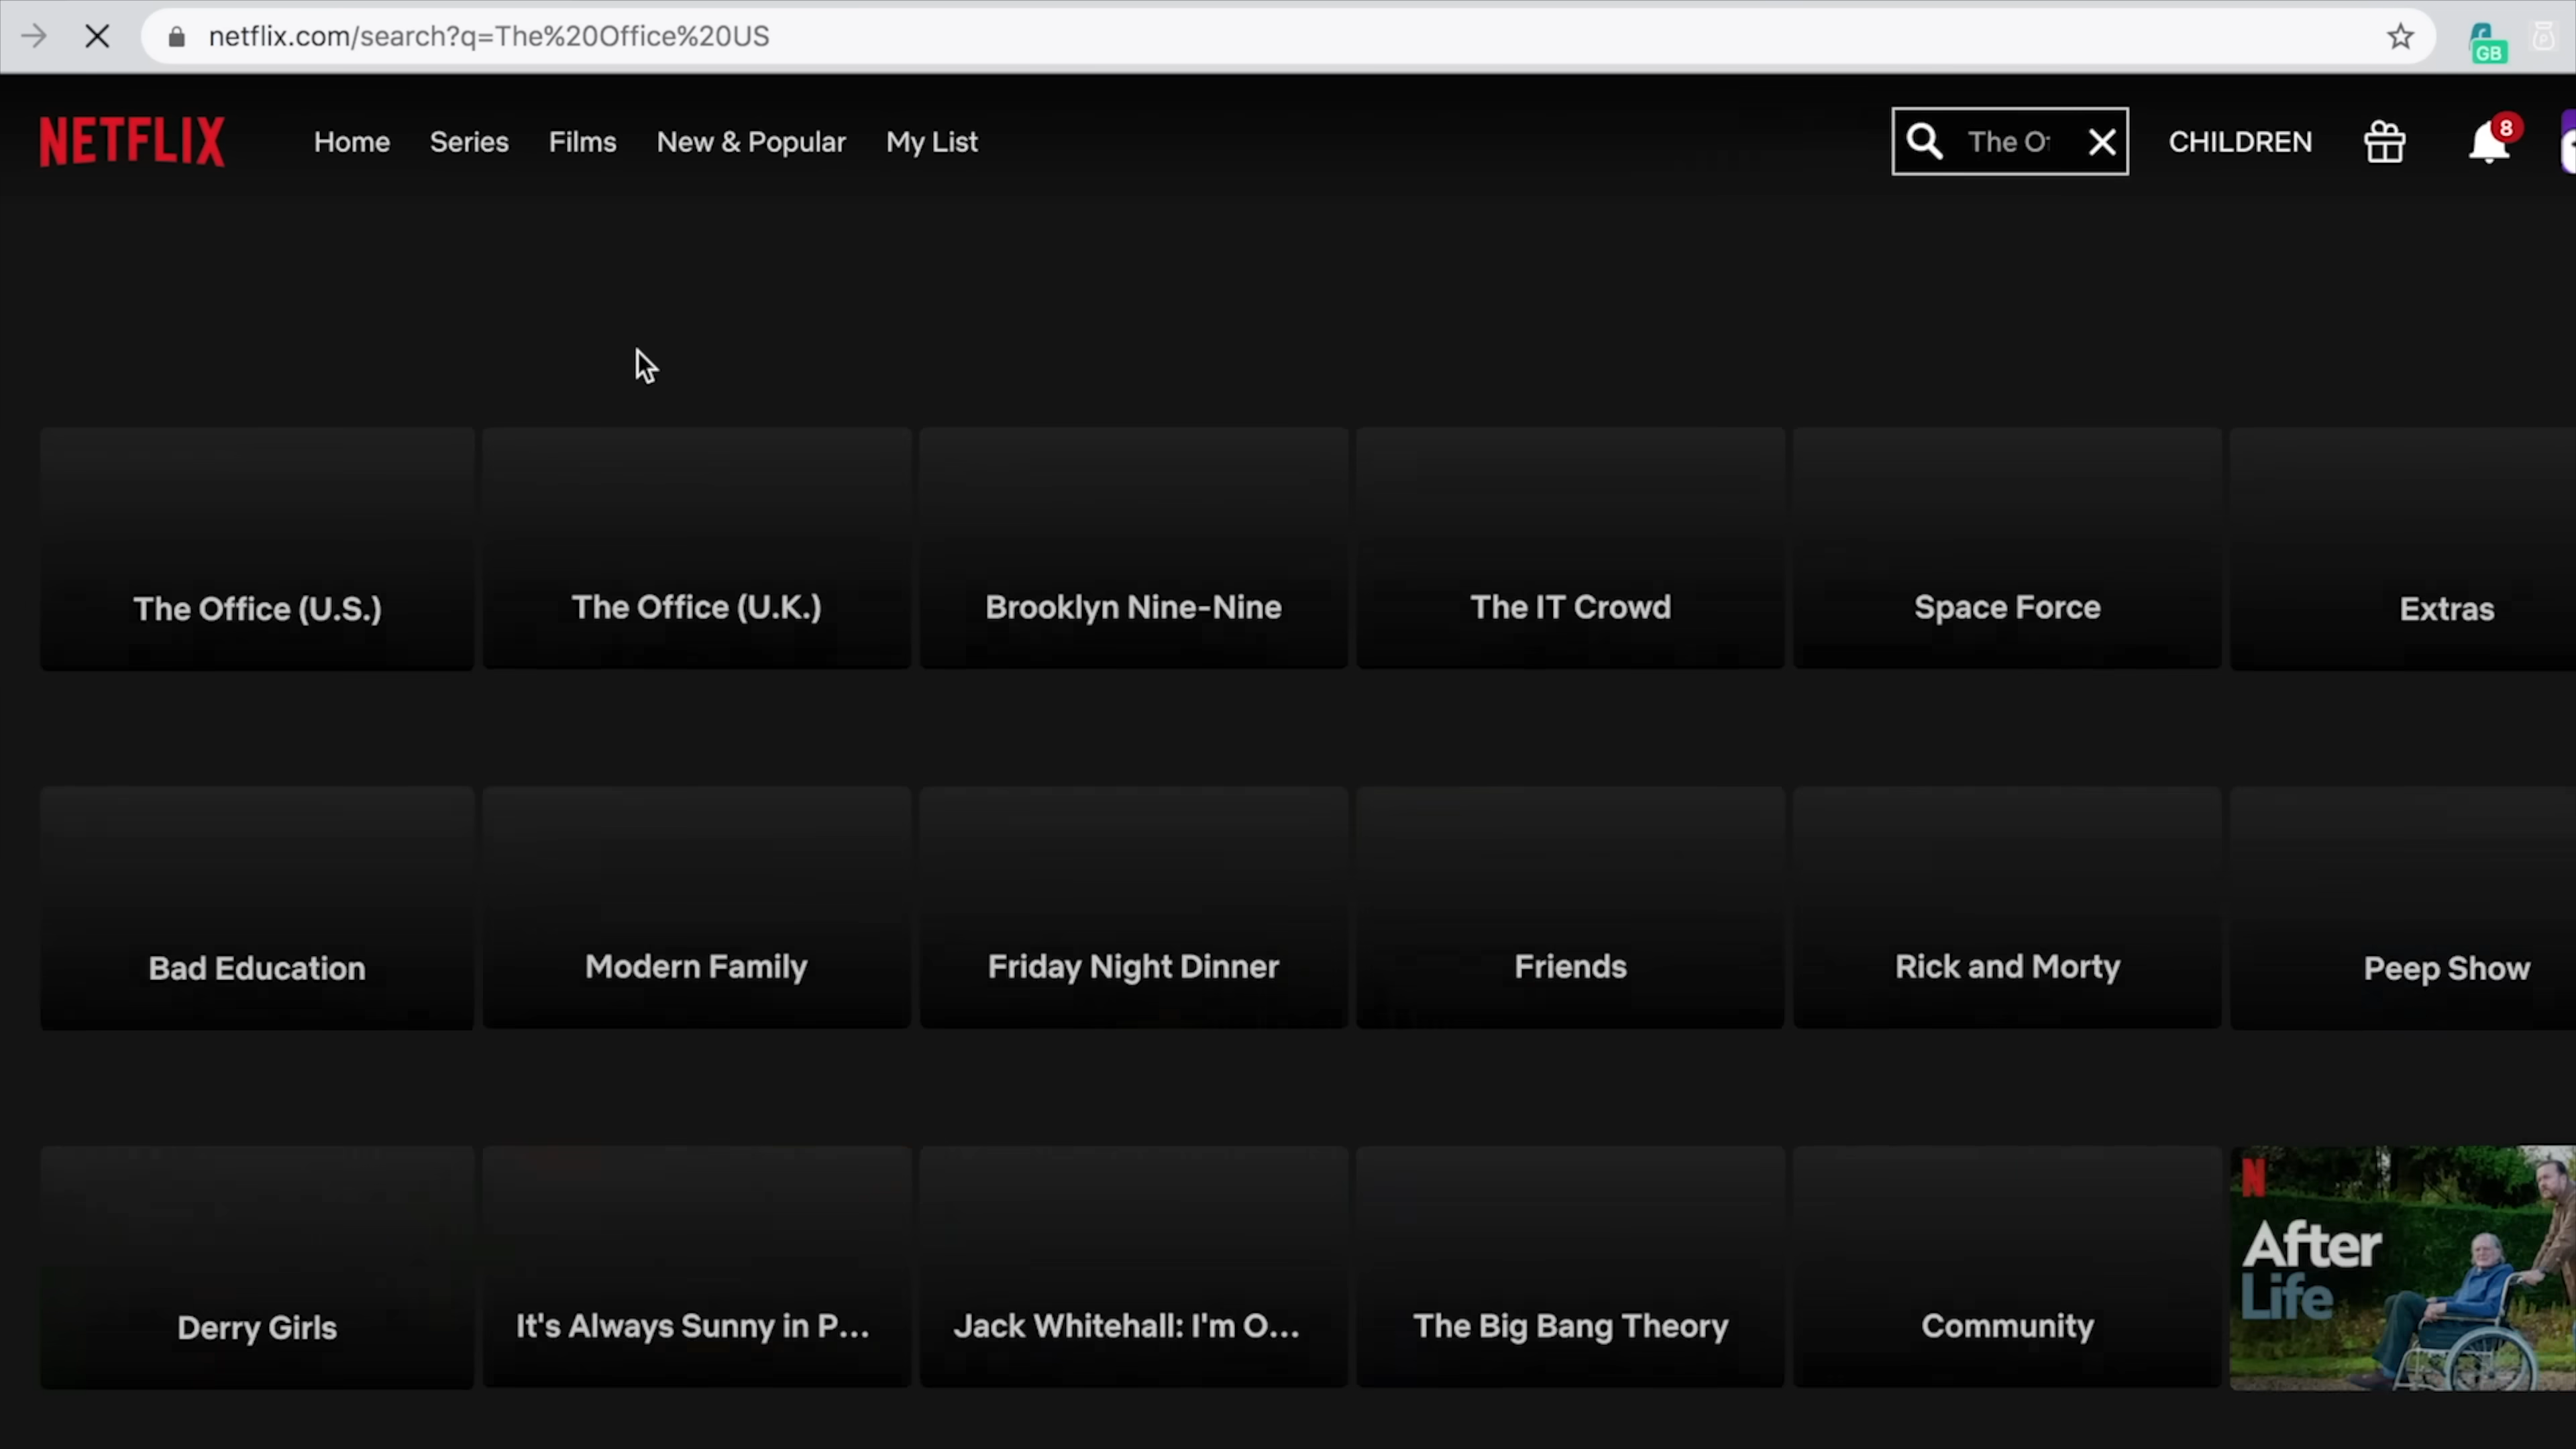 netflix.com/search?q=The%20Office%20US
GB
NETFLIX Home Series Films New & Popular My List The Of CHILDREN 8
The Office (U.S.) The Office (U.K.) Brooklyn Nine-Nine The IT Crowd Space Force Extras
Bad Education Modern Family Friday Night Dinner Friends Rick and Morty Peep Show
Derry Girls It's Always Sunny in P... Jack Whitehall: I'm O... The Big Bang Theory Community
N
After
Life